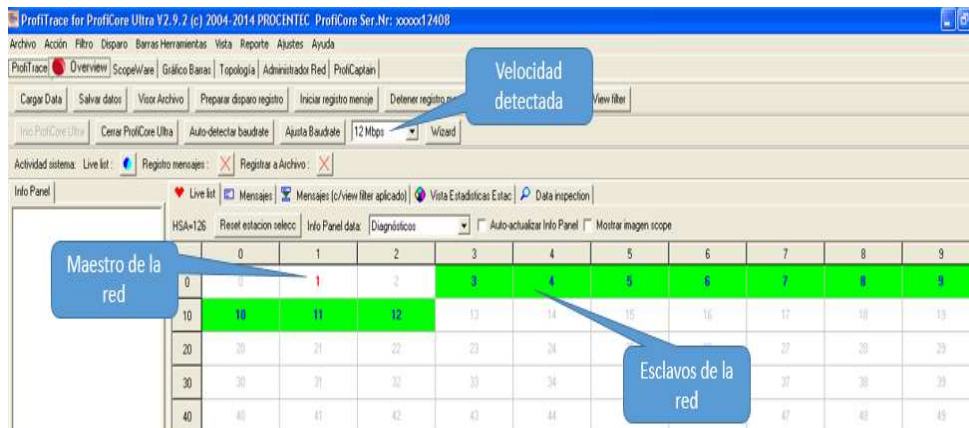 ProfiTrace for ProfiCore Ultra V2.9.2 (c) 2004-2014 PROCENTEC ProfiCore Ser.Nr: xxxxx12408
Archivo Acción Filtro Disparo Barras Herramientas Vista Reporte Ajustes Ayuda
ProfiTrace Overview ScopeWare Gráfico Barras Topología Administrador Red ProfiCaptain
Velocidad
detectada
Cargar Data Salvar datos Visor Archivo Preparar disparo registro Iniciar registro mensje Detener registro View filter
Inic ProfiCore Ultra Cerrar ProfiCore Ultra Auto-detectar baudrate Ajusta Baudrate 12 Mbps Wizard
Actividad sistema: Live list : Registro mensajes : Registrar a Archivo :
Info Panel Live list Mensajes Mensajes (c/view filter aplicado) Vista Estadisticas Estac Data inspection
HSA=126 Reset estacion selecc Info Panel data: Diagnósticos Auto-actualizar Info Panel Mostrar imagen scope
0 1 2 3 4 5 6 7 8 9
Maestro de la
red
0 0 1 2 3 4 5 6 7 8 9
10 10 11 12 13 14 15 16 17 18 19
20 20 21 22 23 24 27 28 29
Esclavos de la
red
30 30 31 32 33 34 37 38 39
40 40 41 42 43 44 47 48 49